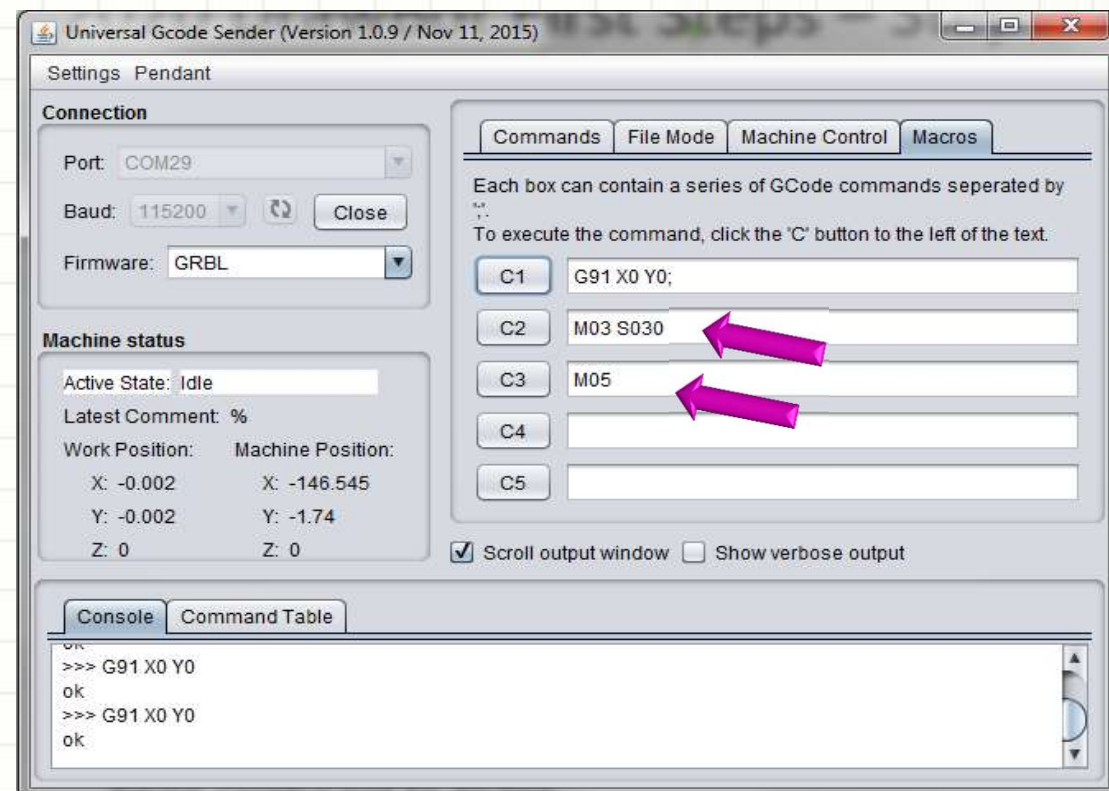 Universal Gcode Sender (Version 1.0.9 / Nov 11, 2015)
Settings Pendant
Connection
Port: COM29
Baud: 115200 Close
Firmware: GRBL
Machine status
Active State: Idle
Latest Comment: %
Work Position: Machine Position:
X: -0.002 X: -146.545
Y: -0.002 Y: -1.74
Z: 0 Z: 0
Commands File Mode Machine Control Macros
Each box can contain a series of GCode commands seperated by
';'.
To execute the command, click the 'C' button to the left of the text.
C1 G91 X0 Y0;
C2 M03 S030
C3 M05
C4
C5
Scroll output window Show verbose output
Console Command Table
ok
>>> G91 X0 Y0
ok
>>> G91 X0 Y0
ok